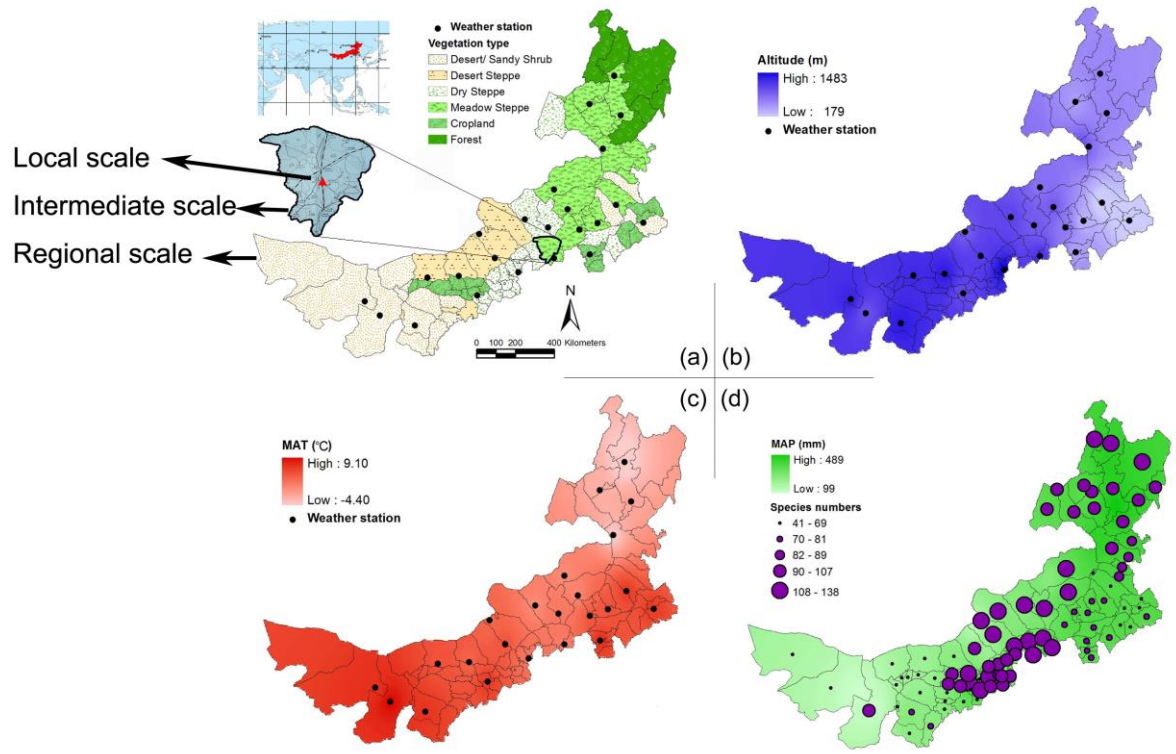 Local scale
Intermediate scale
Regional scale
Weather station
Vegetation type
Desert/ Sandy Shrub
Desert Steppe
Dry Steppe
Meadow Steppe
Cropland
Forest
N
0 100 200 400 Kilometers
(a)
Altitude (m)
High : 1483
Low : 179
Weather station
(b)
(c)
MAT (℃)
High : 9.10
Low : -4.40
Weather station
(d)
MAP (mm)
High : 489
Low : 99
Species numbers
41 - 69
70 - 81
82 - 89
90 - 107
108 - 138